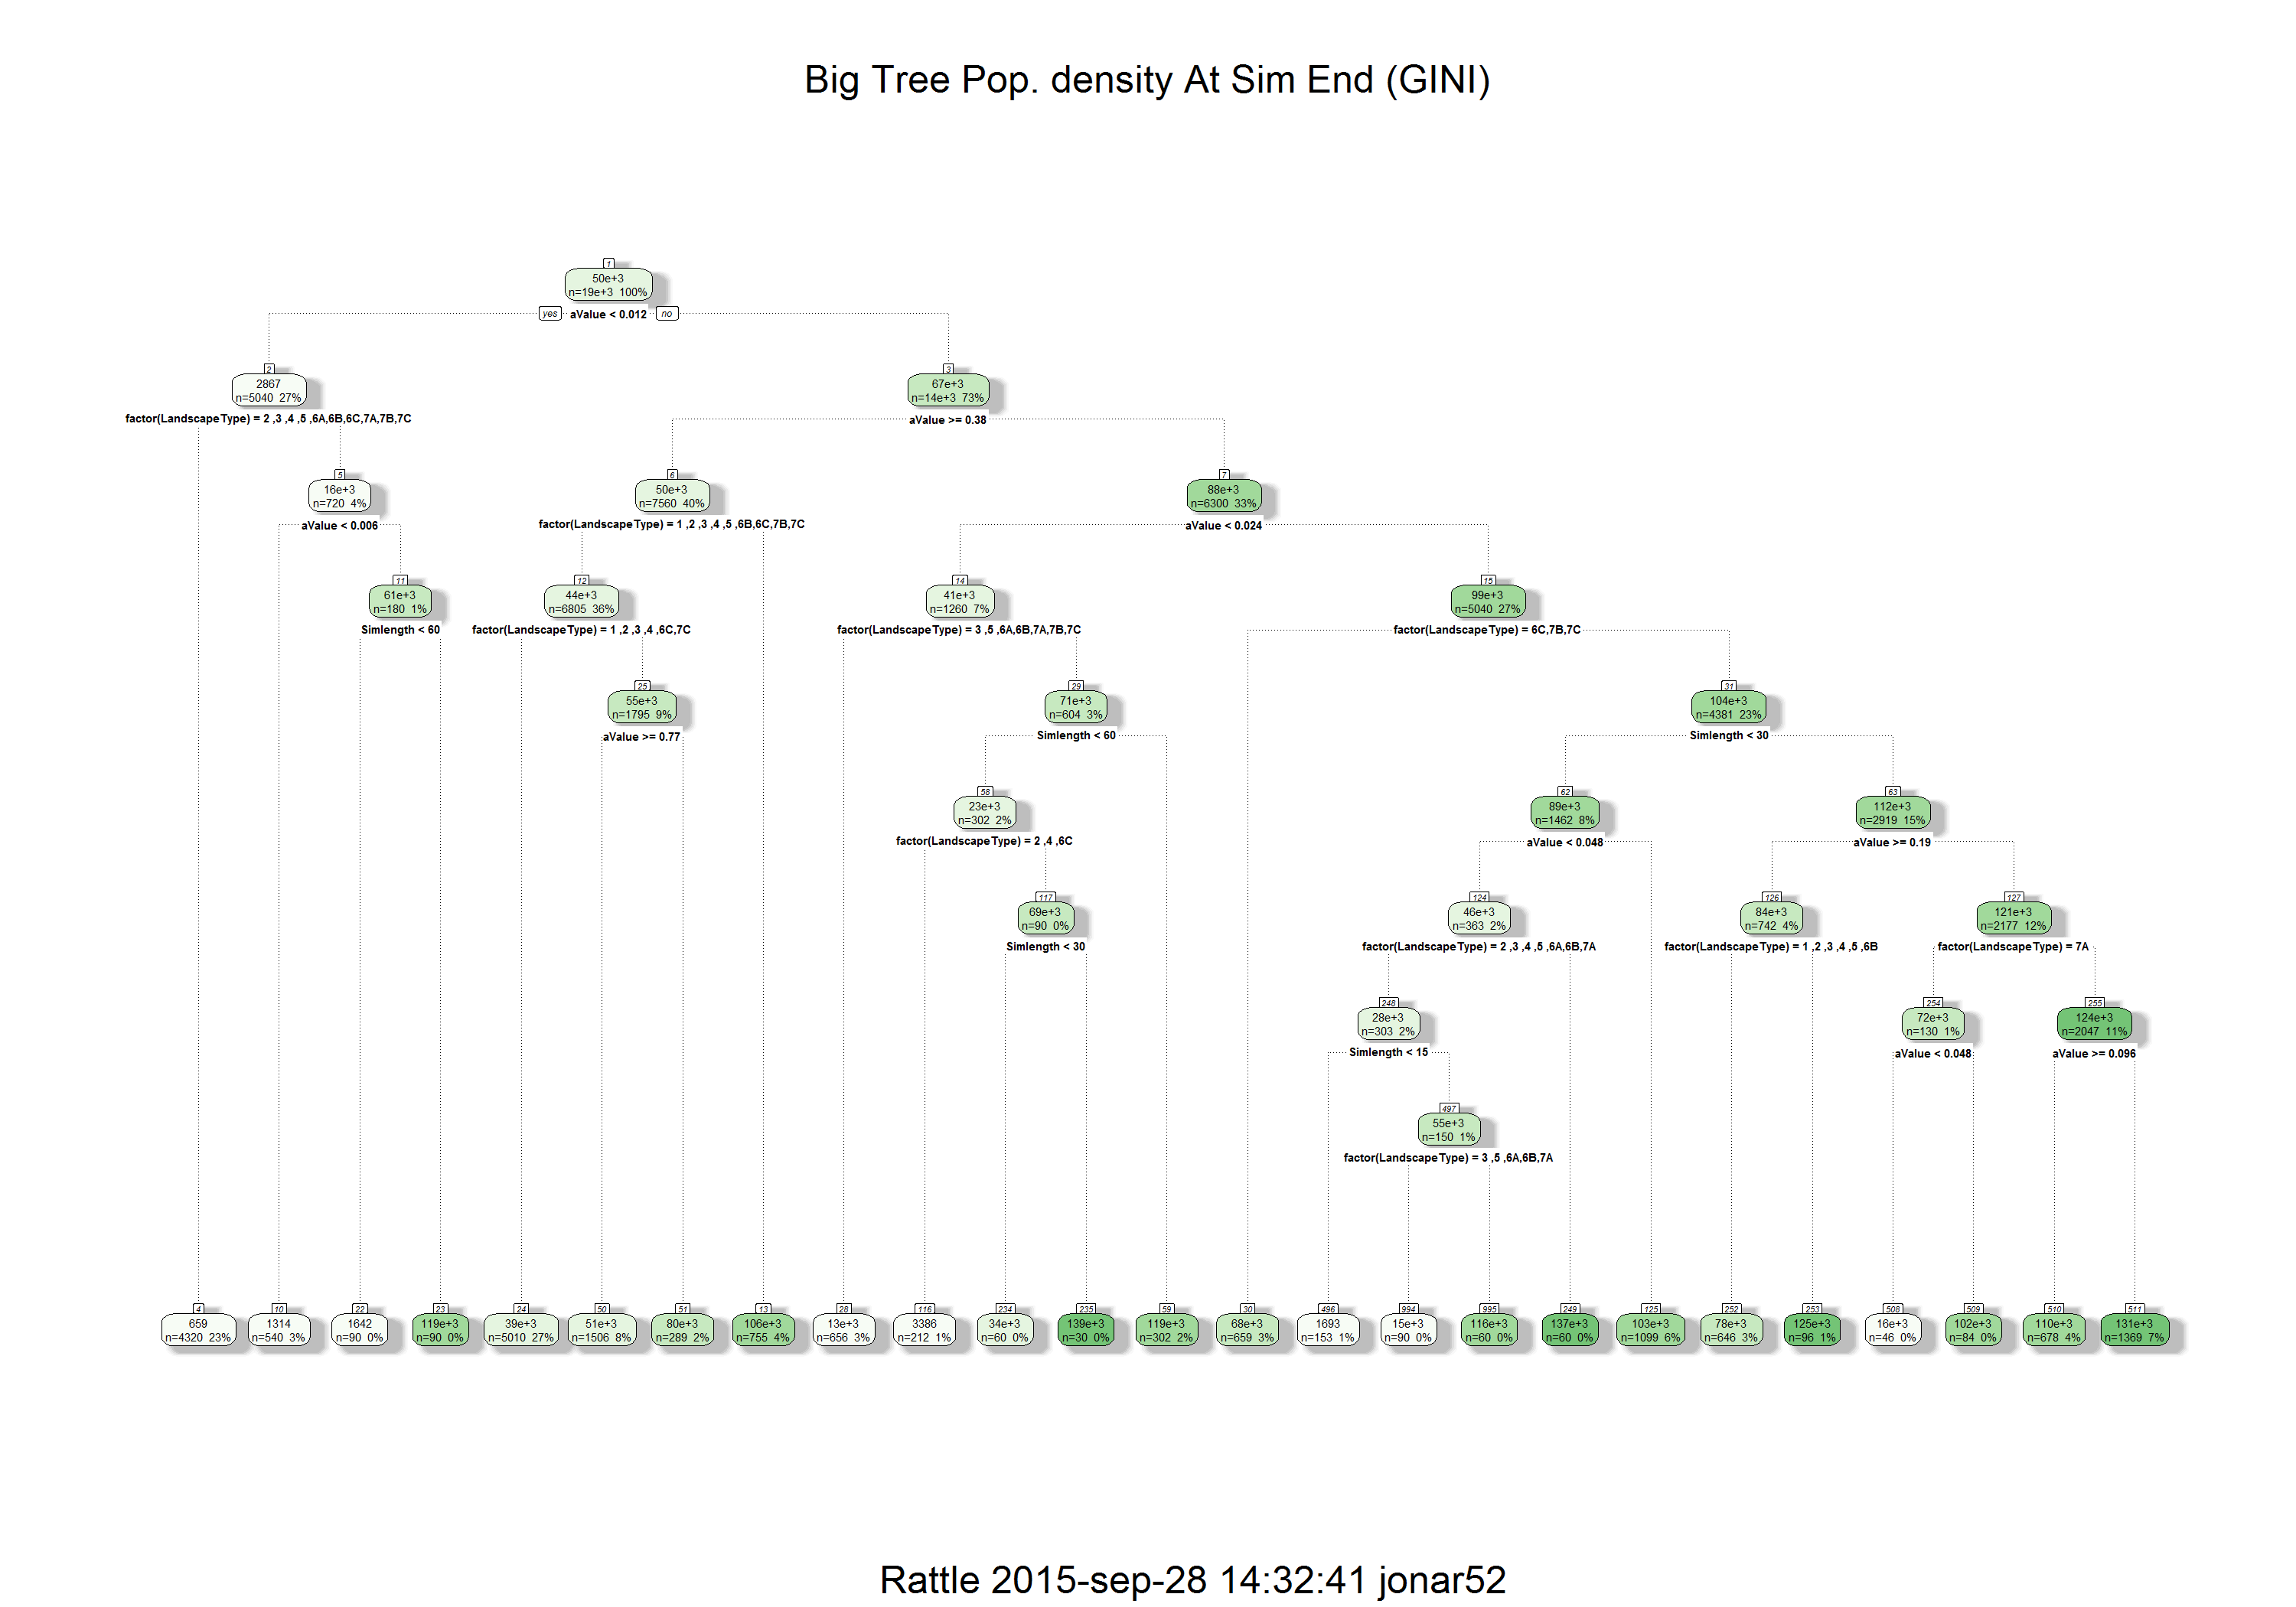 Big Tree Pop. density At Sim End (GINI)
1
50e+3
n=19e+3 100%
yes aValue < 0.012 no
2
2867
n=5040 27%
factor(LandscapeType) = 2 ,3 ,4 ,5 ,6A,6B,6C,7A,7B,7C
3
67e+3
n=14e+3 73%
aValue >= 0.38
5
16e+3
n=720 4%
aValue < 0.006
6
50e+3
n=7560 40%
factor(LandscapeType) = 1 ,2 ,3 ,4 ,5 ,6B,6C,7B,7C
7
88e+3
n=6300 33%
aValue < 0.024
11
61e+3
n=180 1%
Simlength < 60
12
44e+3
n=6805 36%
factor(LandscapeType) = 1 ,2 ,3 ,4 ,6C,7C
14
41e+3
n=1260 7%
factor(LandscapeType) = 3 ,5 ,6A,6B,7A,7B,7C
15
99e+3
n=5040 27%
factor(LandscapeType) = 6C,7B,7C
25
55e+3
n=1795 9%
aValue >= 0.77
29
71e+3
n=604 3%
Simlength < 60
31
104e+3
n=4381 23%
Simlength < 30
58
23e+3
n=302 2%
factor(LandscapeType) = 2 ,4 ,6C
62
89e+3
n=1462 8%
aValue < 0.048
63
112e+3
n=2919 15%
aValue >= 0.19
117
69e+3
n=90 0%
Simlength < 30
124
46e+3
n=363 2%
factor(LandscapeType) = 2 ,3 ,4 ,5 ,6A,6B,7A
126
84e+3
n=742 4%
factor(LandscapeType) = 1 ,2 ,3 ,4 ,5 ,6B
127
121e+3
n=2177 12%
factor(LandscapeType) = 7A
248
28e+3
n=303 2%
Simlength < 15
254
72e+3
n=130 1%
aValue < 0.048
255
124e+3
n=2047 11%
aValue >= 0.096
497
55e+3
n=150 1%
factor(LandscapeType) = 3 ,5 ,6A,6B,7A
4
659
n=4320 23%
10
1314
n=540 3%
22
1642
n=90 0%
23
119e+3
n=90 0%
24
39e+3
n=5010 27%
50
51e+3
n=1506 8%
51
80e+3
n=289 2%
13
106e+3
n=755 4%
28
13e+3
n=656 3%
116
3386
n=212 1%
234
34e+3
n=60 0%
235
139e+3
n=30 0%
59
119e+3
n=302 2%
30
68e+3
n=659 3%
496
1693
n=153 1%
994
15e+3
n=90 0%
995
116e+3
n=60 0%
249
137e+3
n=60 0%
125
103e+3
n=1099 6%
252
78e+3
n=646 3%
253
125e+3
n=96 1%
508
16e+3
n=46 0%
509
102e+3
n=84 0%
510
110e+3
n=678 4%
511
131e+3
n=1369 7%
Rattle 2015-sep-28 14:32:41 jonar52